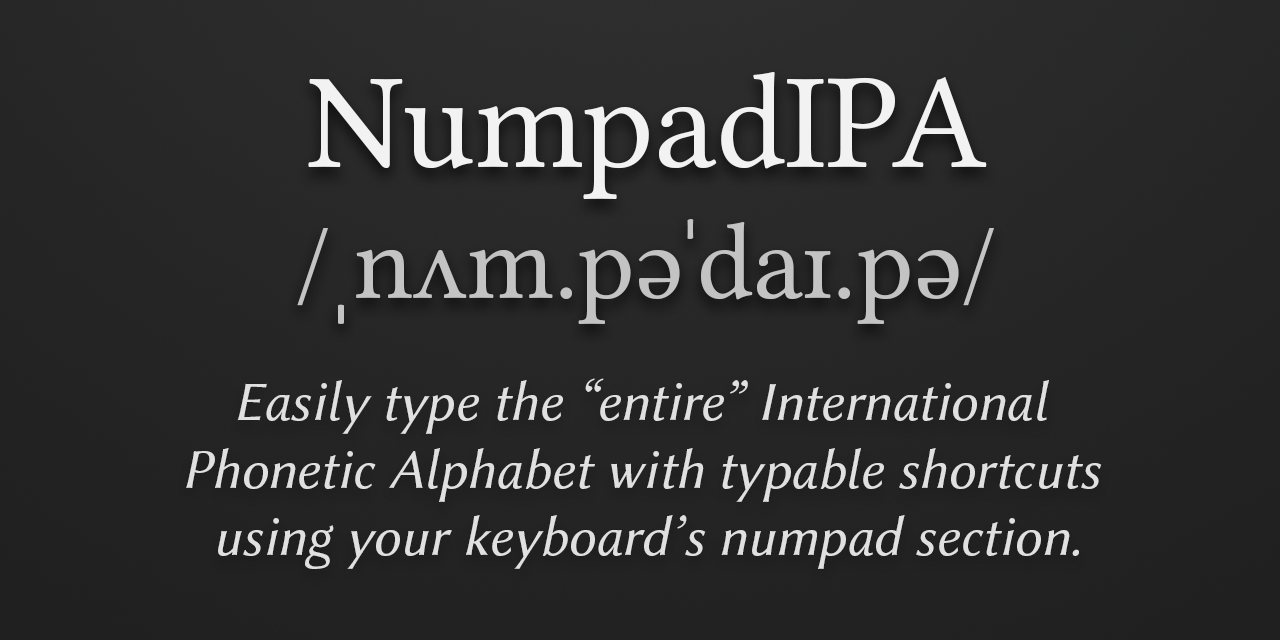 NumpadIPA
/ˌnʌm.pəˈdaɪ.pə/
Easily type the “entire” International
Phonetic Alphabet with typable shortcuts
using your keyboard’s numpad section.